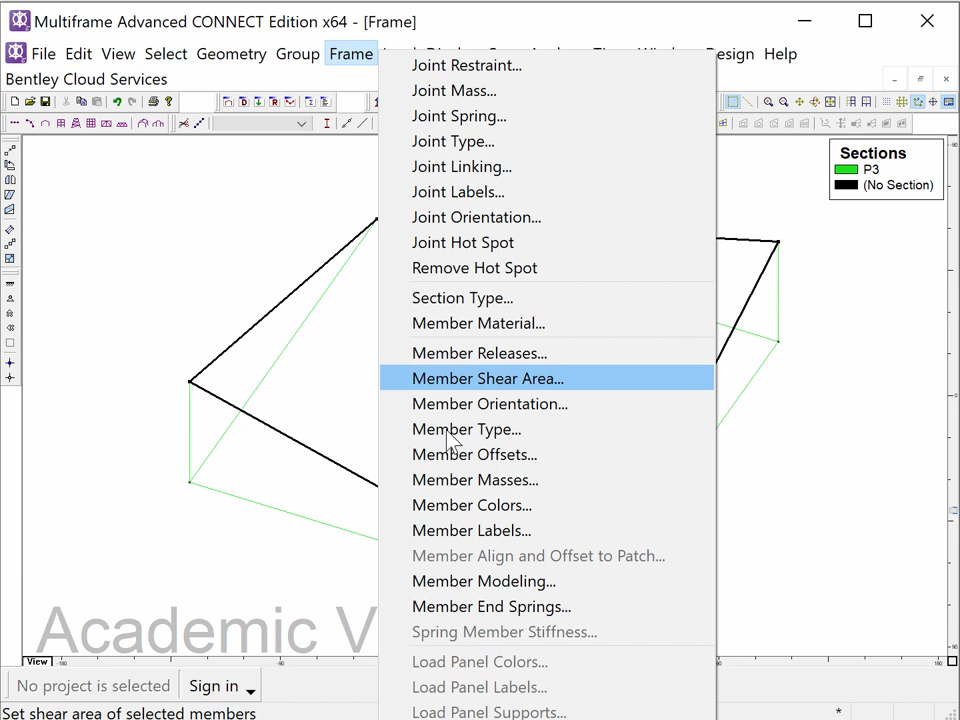 Multiframe Advanced CONNECT Edition x64 - [Frame]
File Edit View Select Geometry Group Frame Design Help
Bentley Cloud Services
Joint Restraint...
Joint Mass...
Joint Spring...
Joint Type...
Joint Linking...
Joint Labels...
Joint Orientation...
Joint Hot Spot
Remove Hot Spot
Section Type...
Member Material...
Member Releases...
Member Shear Area...
Member Orientation...
Member Type...
Member Offsets...
Member Masses...
Member Colors...
Member Labels...
Member Align and Offset to Patch...
Member Modeling...
Member End Springs...
Spring Member Stiffness...
Load Panel Colors...
Load Panel Labels...
Load Panel Supports...
Sections
P3
(No Section)
Academic V
View
-180
-90
90
180
No project is selected
Sign in
Set shear area of selected members
*